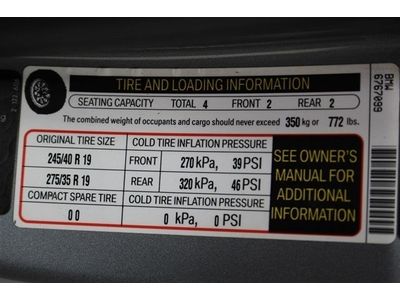 TIRE AND LOADING INFORMATION
SEATING CAPACITY TOTAL 4 FRONT 2 REAR 2
The combined weight of occupants and cargo should never exceed 350 kg or 772 lbs.
ORIGINAL TIRE SIZE COLD TIRE INFLATION PRESSURE
245/40 R 19 FRONT 270 kPa, 39 PSI
275/35 R 19 REAR 320 kPa, 46 PSI
COMPACT SPARE TIRE COLD TIRE INFLATION PRESSURE
0 0 0 kPa, 0 PSI
SEE OWNER'S
MANUAL FOR
ADDITIONAL
INFORMATION
BMW 6767099